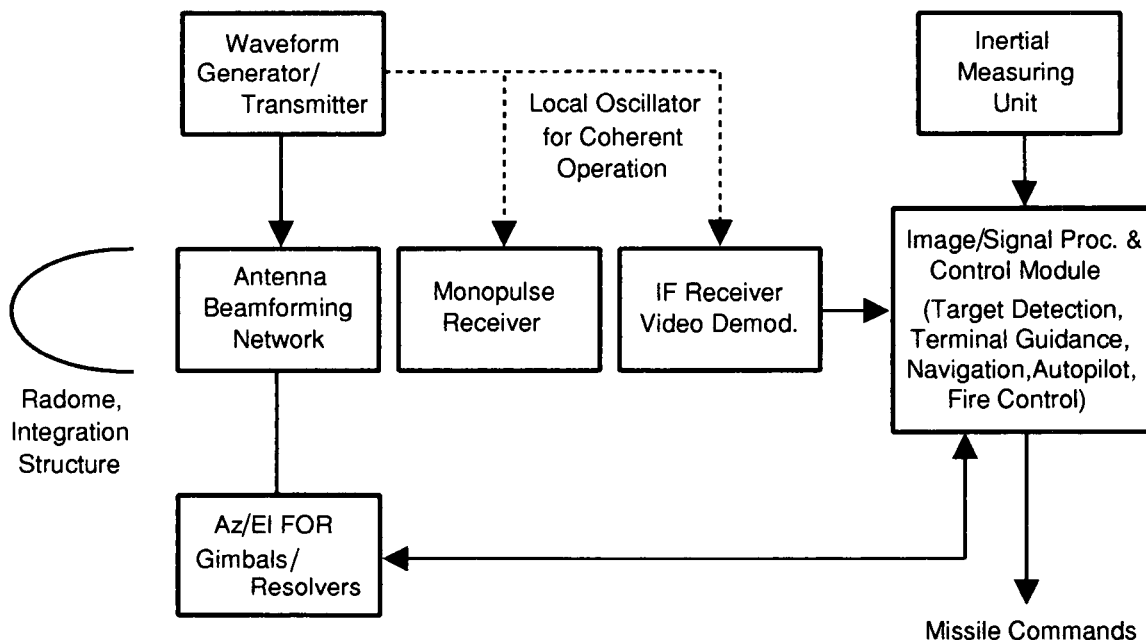 Waveform
Generator/
Transmitter
Local Oscillator
for Coherent
Operation
Inertial
Measuring
Unit
Radome,
Integration
Structure
Antenna
Beamforming
Network
Monopulse
Receiver
IF Receiver
Video Demod.
Image/Signal Proc. &
Control Module
(Target Detection,
Terminal Guidance,
Navigation,Autopilot,
Fire Control)
Az/El FOR
Gimbals/
Resolvers
Missile Commands